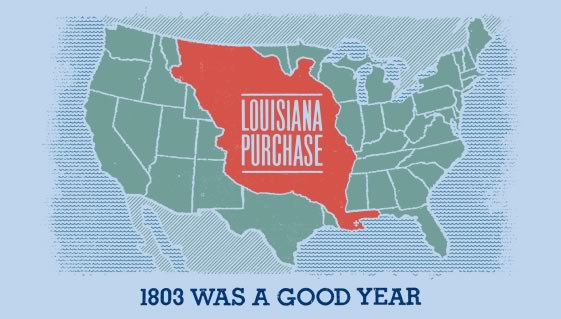 LOUISIANA
PURCHASE
1803 WAS A GOOD YEAR